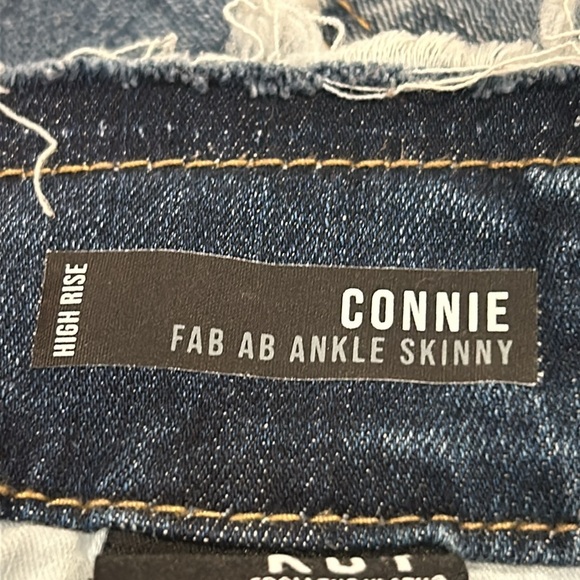 HIGH RISE
CONNIE
FAB AB ANKLE SKINNY